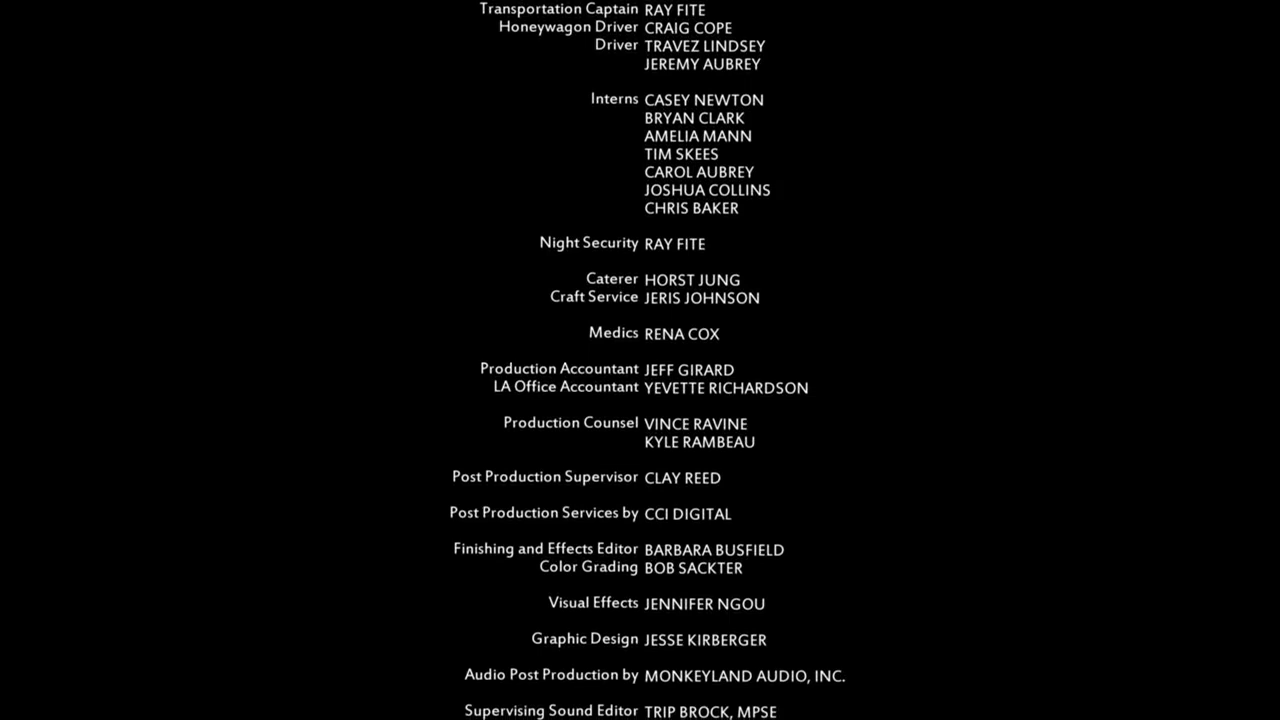 Transportation Captain RAY FITE
Honeywagon Driver CRAIG COPE
Driver TRAVEZ LINDSEY
JEREMY AUBREY
Interns CASEY NEWTON
BRYAN CLARK
AMELIA MANN
TIM SKEES
CAROL AUBREY
JOSHUA COLLINS
CHRIS BAKER
Night Security RAY FITE
Caterer HORST JUNG
Craft Service JERIS JOHNSON
Medics RENA COX
Production Accountant JEFF GIRARD
LA Office Accountant YEVETTE RICHARDSON
Production Counsel VINCE RAVINE
KYLE RAMBEAU
Post Production Supervisor CLAY REED
Post Production Services by CCI DIGITAL
Finishing and Effects Editor BARBARA BUSFIELD
Color Grading BOB SACKTER
Visual Effects JENNIFER NGOU
Graphic Design JESSE KIRBERGER
Audio Post Production by MONKEYLAND AUDIO, INC.
Supervising Sound Editor TRIP BROCK, MPSE